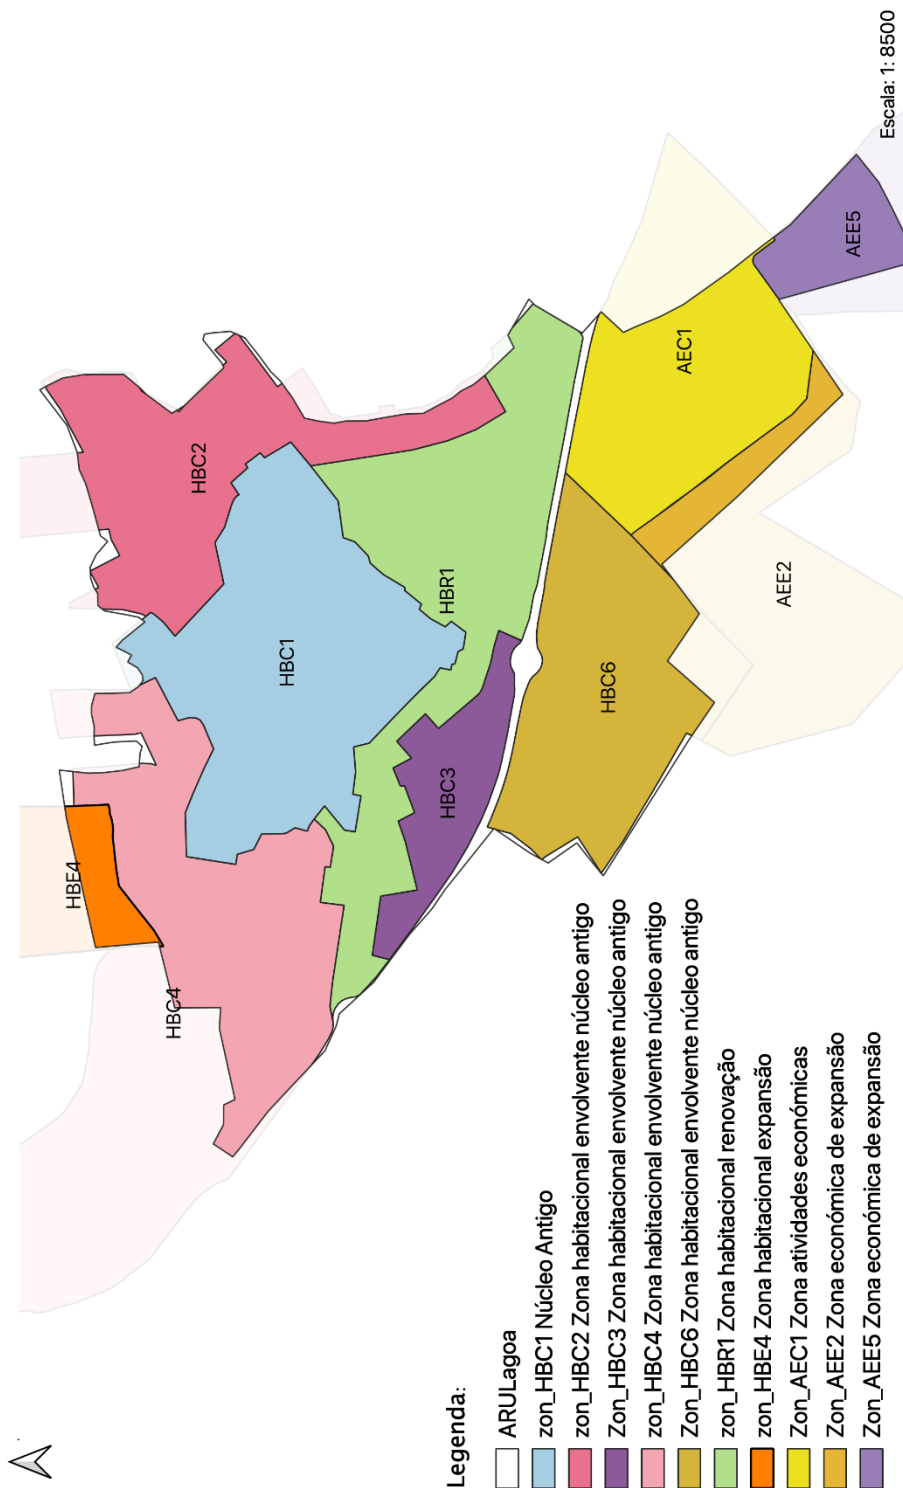 HBE4
HBC4
HBC2
HBC1
HBR1
HBC3
HBC6
AEC1
AEE2
AEE5
Legenda:
ARULagoa
zon_HBC1 Núcleo Antigo
zon_HBC2 Zona habitacional envolvente núcleo antigo
Zon_HBC3 Zona habitacional envolvente núcleo antigo
zon_HBC4 Zona habitacional envolvente núcleo antigo
Zon_HBC6 Zona habitacional envolvente núcleo antigo
zon_HBR1 Zona habitacional renovação
zon_HBE4 Zona habitacional expansão
Zon_AEC1 Zona atividades económicas
Zon_AEE2 Zona económica de expansão
Zon_AEE5 Zona económica de expansão
Escala: 1: 8500